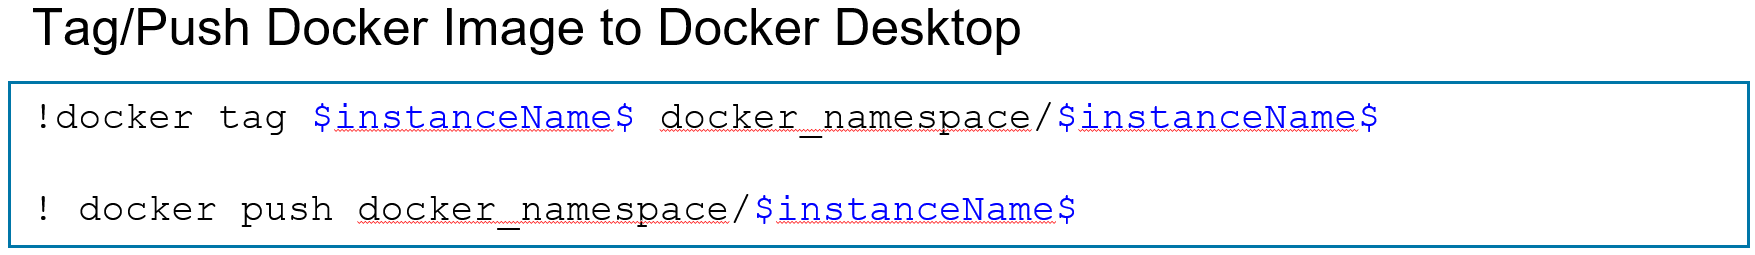 Tag/Push Docker Image to Docker Desktop
!docker tag $instanceName$ docker_namespace/$instanceName$
! docker push docker_namespace/$instanceName$